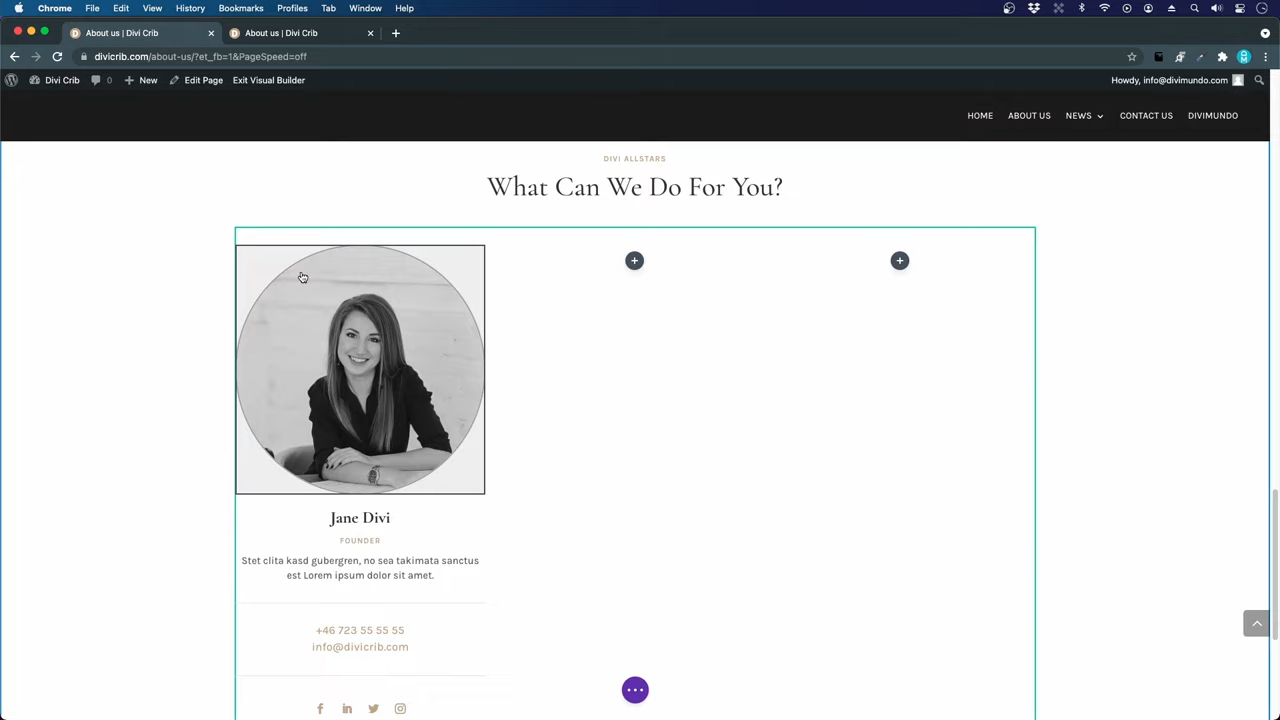 Chrome File Edit View History Bookmarks Profiles Tab Window Help
About us | Divi Crib
About us | Divi Crib
divicrib.com/about-us/?et_fb=1&PageSpeed=off
Divi Crib 0 New Edit Page Exit Visual Builder Howdy, info@divimundo.com
HOME ABOUT US NEWS CONTACT US DIVIMUNDO
DIVI ALLSTARS
What Can We Do For You?
Jane Divi
FOUNDER
Stet clita kasd gubergren, no sea takimata sanctus
est Lorem ipsum dolor sit amet.
+46 723 55 55 55
info@divicrib.com